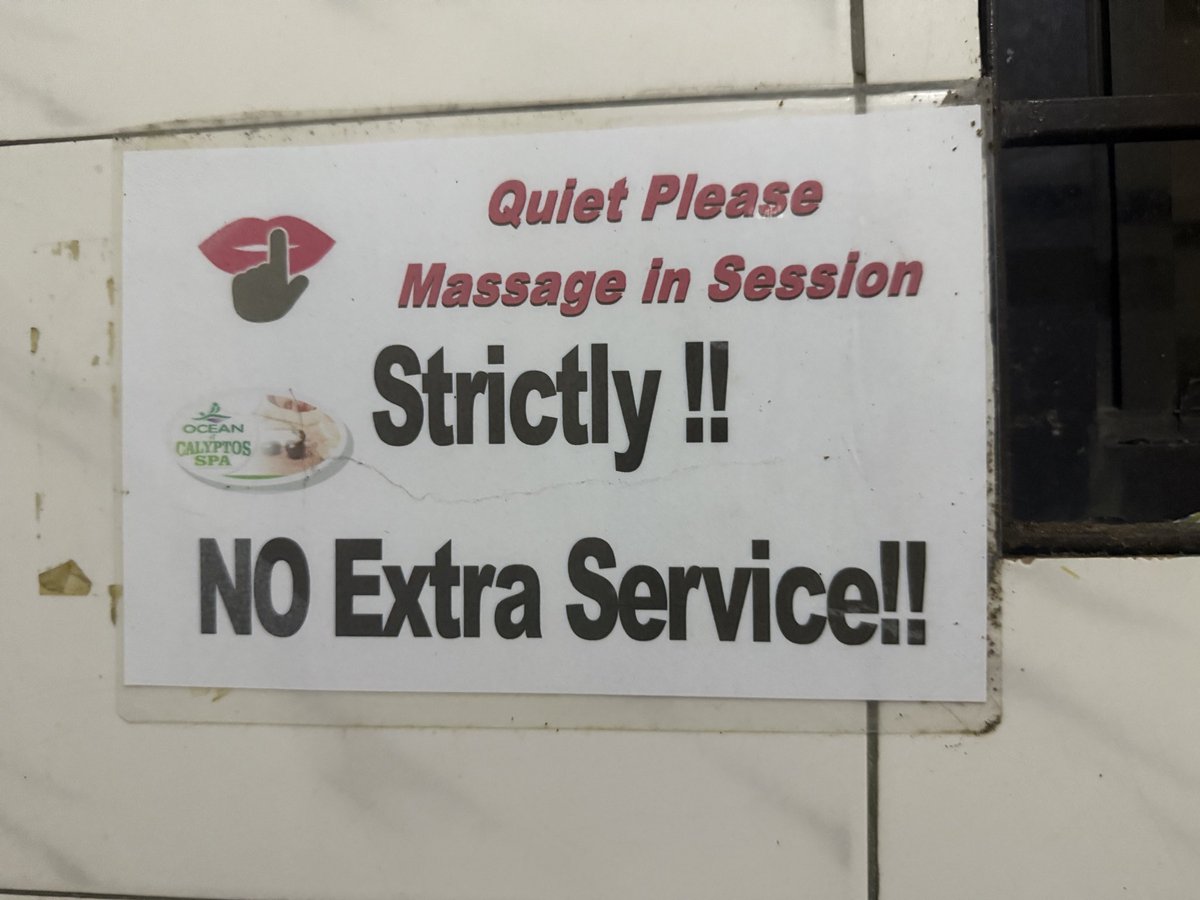 Quiet Please
Massage in Session
Strictly !!
OCEAN
CALYPTOS
SPA
NO Extra Service!!